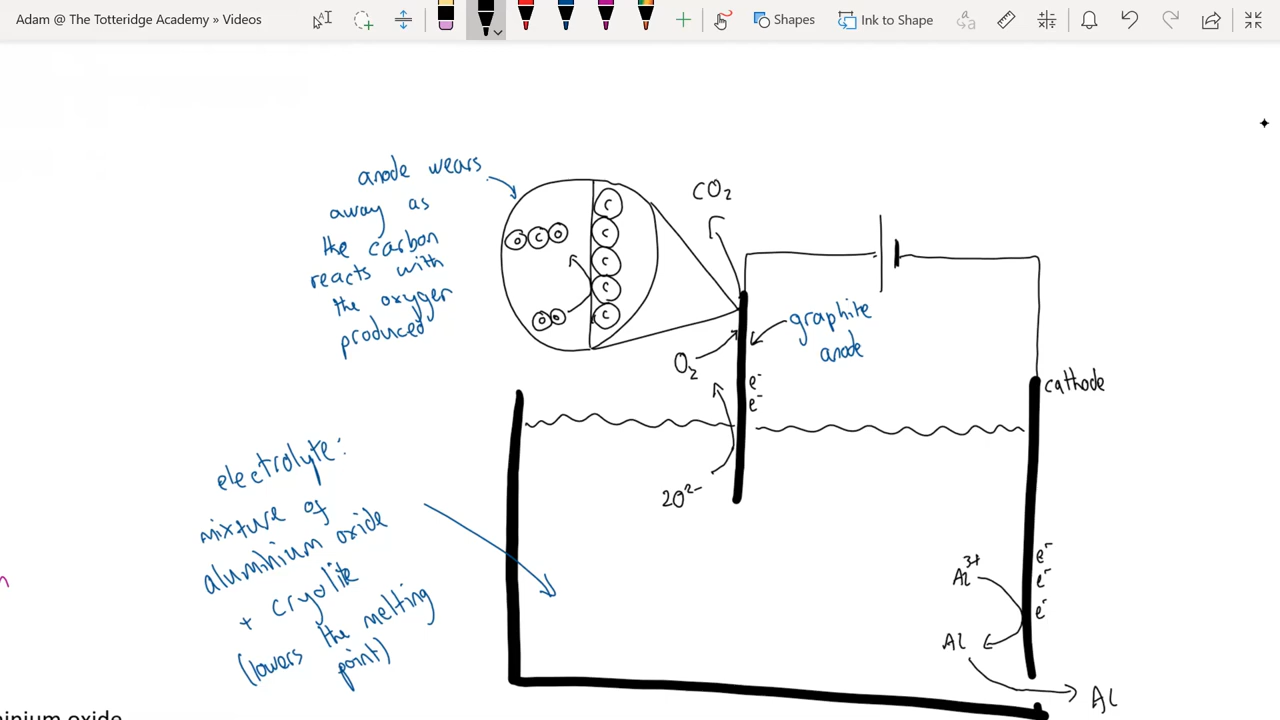 Adam @ The Totteridge Academy » Videos
Shapes
Ink to Shape
anode wears
away as
the carbon
reacts with
the oxygen
produced
O C O
O O
C
C
C
C
C
CO₂
O₂
graphite
anode
e⁻
e⁻
cathode
2O²⁻
electrolyte:
mixture of
aluminium oxide
+ cryolite
(lowers the melting
point)
Al³⁺
e⁻
e⁻
e⁻
Al
Al